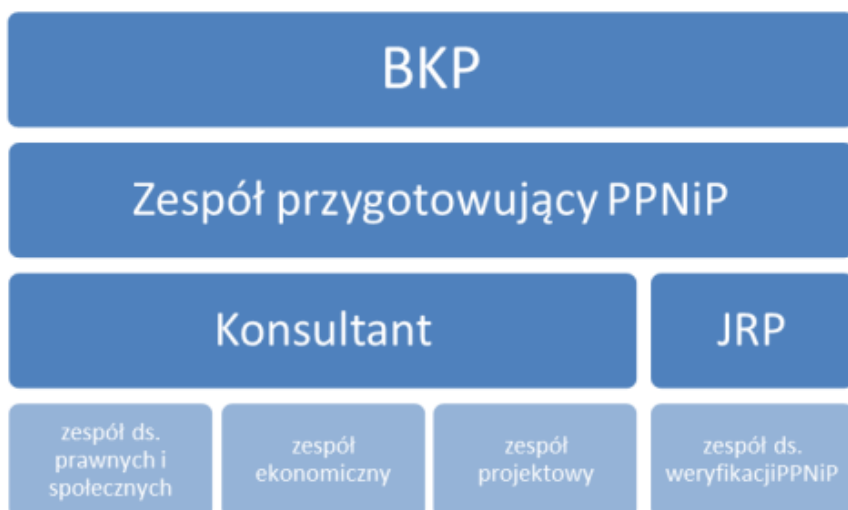 BKP
Zespół przygotowujący PPNiP
Konsultant
JRP
zespół ds.
prawnych i
społecznych
zespół
ekonomiczny
zespół
projektowy
zespół ds.
weryfikacjiPPNiP